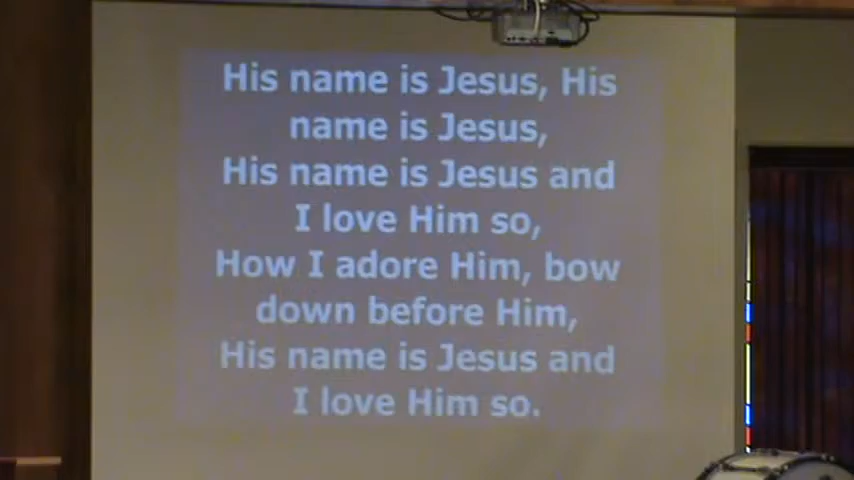 His name is Jesus, His
name is Jesus,
His name is Jesus and
I love Him so,
How I adore Him, bow
down before Him,
His name is Jesus and
I love Him so.